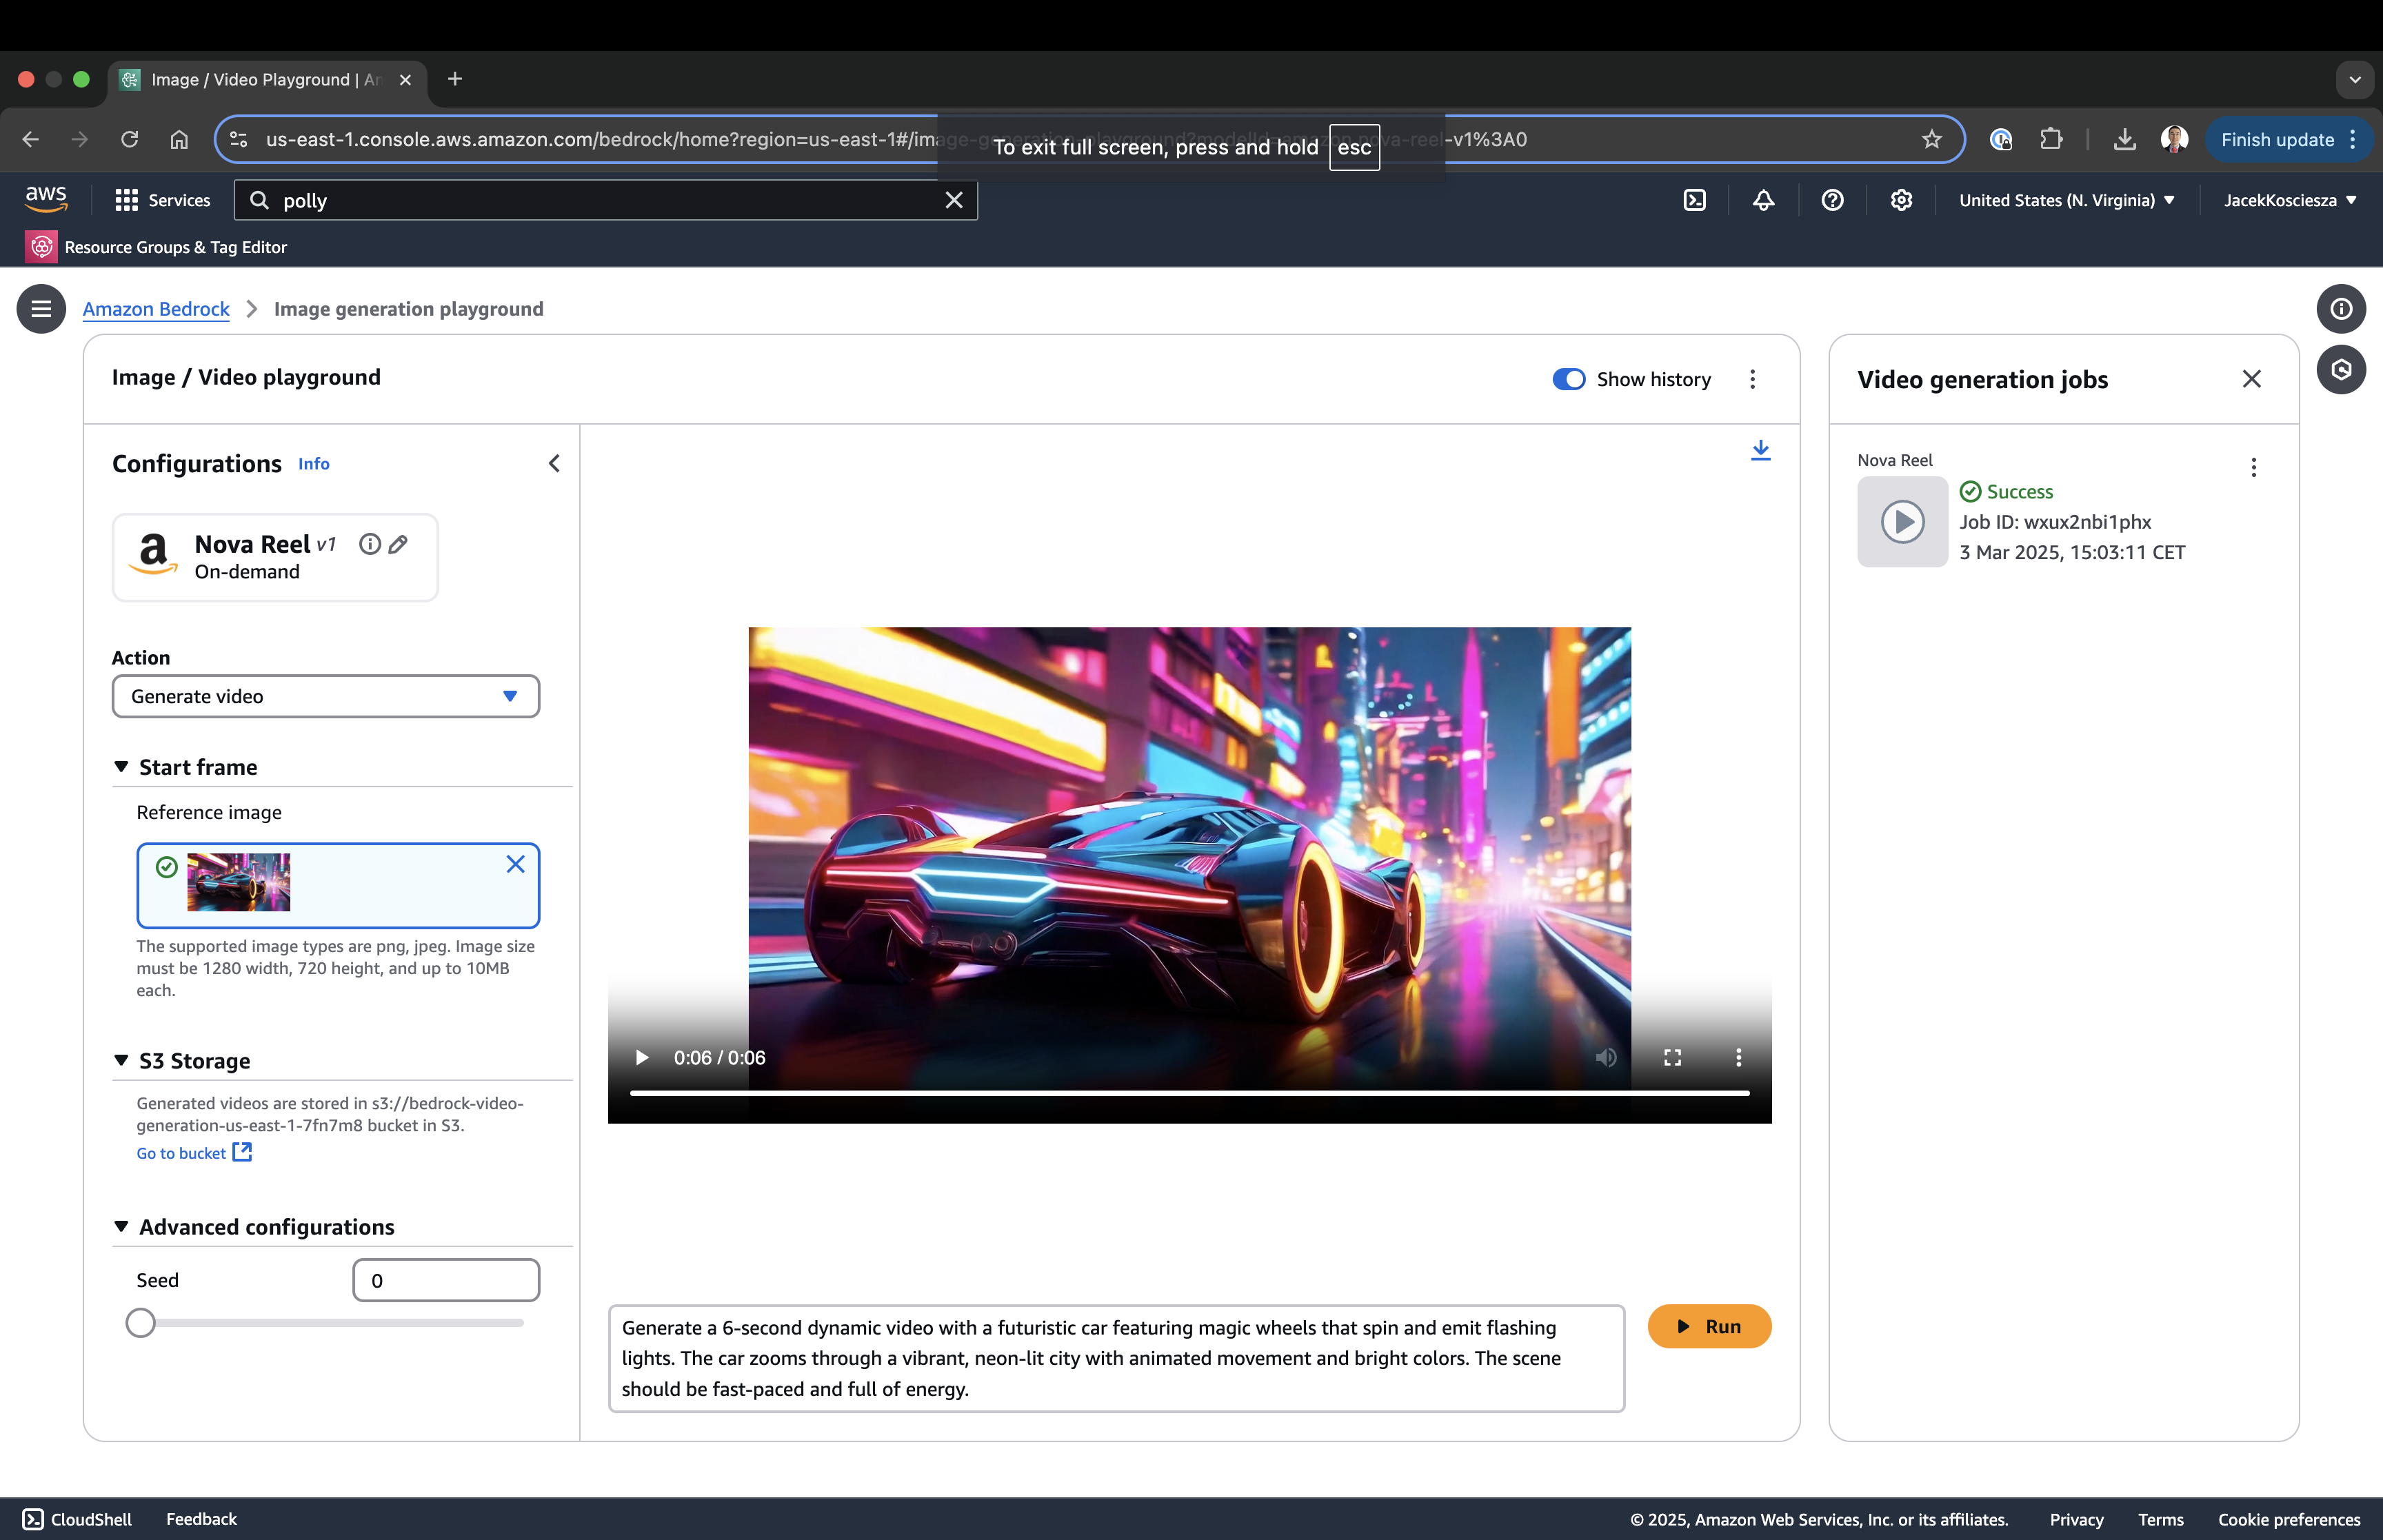 Image / Video Playground | A
us-east-1.console.aws.amazon.com/bedrock/home?region=us-east-1#/image-generation-playground?modelId=amazon.nova-reel-v1%3A0
To exit full screen, press and hold esc
Finish update
aws
Services
polly
United States (N. Virginia)
JacekKosciesza
Resource Groups & Tag Editor
Amazon Bedrock
Image generation playground
Image / Video playground
Show history
Video generation jobs
Configurations
Info
Nova Reel v1
On-demand
Nova Reel
Success
Job ID: wxux2nbi1phx
3 Mar 2025, 15:03:11 CET
Action
Generate video
Start frame
Reference image
The supported image types are png, jpeg. Image size
must be 1280 width, 720 height, and up to 10MB
each.
S3 Storage
Generated videos are stored in s3://bedrock-video-
generation-us-east-1-7fn7m8 bucket in S3.
Go to bucket
Advanced configurations
Seed
0
0:06 / 0:06
Generate a 6-second dynamic video with a futuristic car featuring magic wheels that spin and emit flashing
lights. The car zooms through a vibrant, neon-lit city with animated movement and bright colors. The scene
should be fast-paced and full of energy.
Run
CloudShell
Feedback
© 2025, Amazon Web Services, Inc. or its affiliates.
Privacy
Terms
Cookie preferences